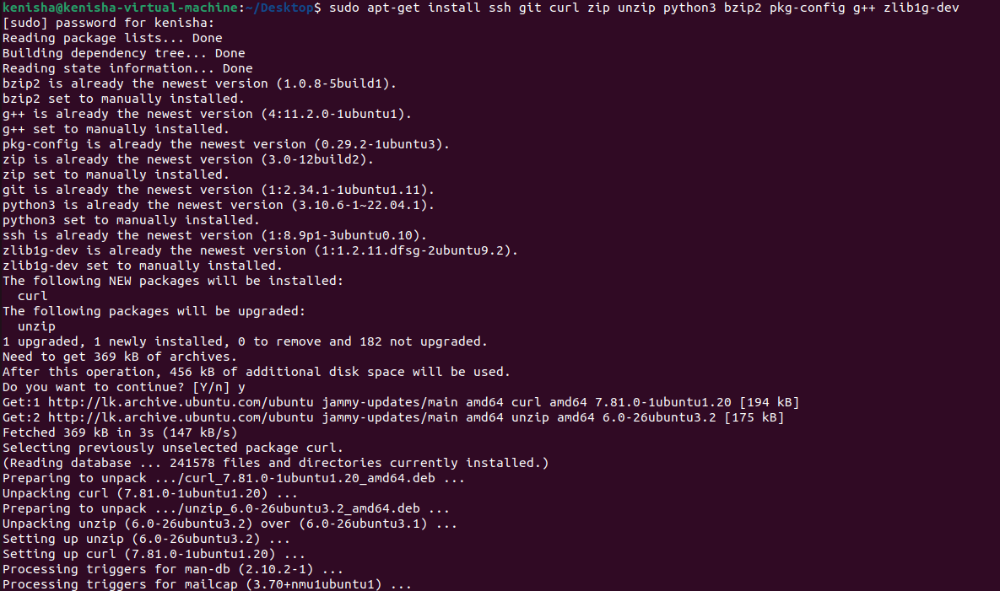 kenisha@kenisha-virtual-machine:~/Desktop$ sudo apt-get install ssh git curl zip unzip python3 bzip2 pkg-config g++ zlib1g-dev
[sudo] password for kenisha:
Reading package lists... Done
Building dependency tree... Done
Reading state information... Done
bzip2 is already the newest version (1.0.8-5build1).
bzip2 set to manually installed.
g++ is already the newest version (4:11.2.0-1ubuntu1).
g++ set to manually installed.
pkg-config is already the newest version (0.29.2-1ubuntu3).
zip is already the newest version (3.0-12build2).
zip set to manually installed.
git is already the newest version (1:2.34.1-1ubuntu1.11).
python3 is already the newest version (3.10.6-1~22.04.1).
python3 set to manually installed.
ssh is already the newest version (1:8.9p1-3ubuntu0.10).
zlib1g-dev is already the newest version (1:1.2.11.dfsg-2ubuntu9.2).
zlib1g-dev set to manually installed.
The following NEW packages will be installed:
  curl
The following packages will be upgraded:
  unzip
1 upgraded, 1 newly installed, 0 to remove and 182 not upgraded.
Need to get 369 kB of archives.
After this operation, 456 kB of additional disk space will be used.
Do you want to continue? [Y/n] y
Get:1 http://lk.archive.ubuntu.com/ubuntu jammy-updates/main amd64 curl amd64 7.81.0-1ubuntu1.20 [194 kB]
Get:2 http://lk.archive.ubuntu.com/ubuntu jammy-updates/main amd64 unzip amd64 6.0-26ubuntu3.2 [175 kB]
Fetched 369 kB in 3s (147 kB/s)
Selecting previously unselected package curl.
(Reading database ... 241578 files and directories currently installed.)
Preparing to unpack .../curl_7.81.0-1ubuntu1.20_amd64.deb ...
Unpacking curl (7.81.0-1ubuntu1.20) ...
Preparing to unpack .../unzip_6.0-26ubuntu3.2_amd64.deb ...
Unpacking unzip (6.0-26ubuntu3.2) over (6.0-26ubuntu3.1) ...
Setting up unzip (6.0-26ubuntu3.2) ...
Setting up curl (7.81.0-1ubuntu1.20) ...
Processing triggers for man-db (2.10.2-1) ...
Processing triggers for mailcap (3.70+nmu1ubuntu1) ...